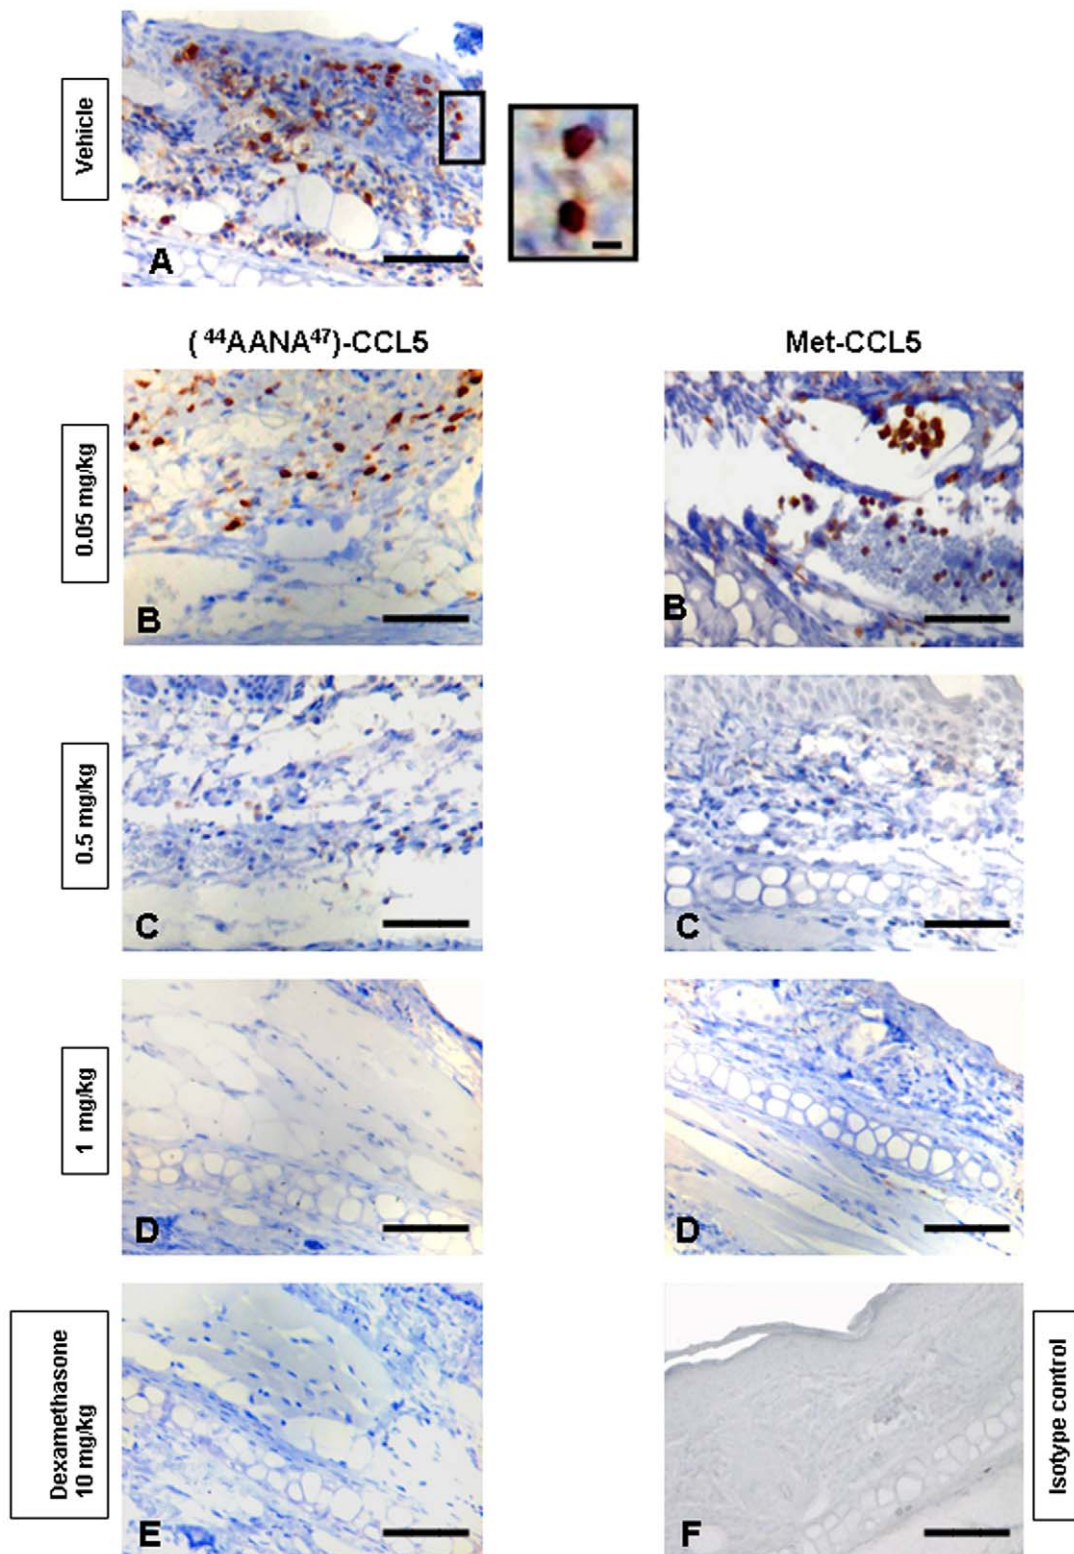 Vehicle
A
(⁴⁴AANA⁴⁷)-CCL5
Met-CCL5
0.05 mg/kg
B
B
0.5 mg/kg
C
C
1 mg/kg
D
D
Dexamethasone
10 mg/kg
E
F
Isotype control